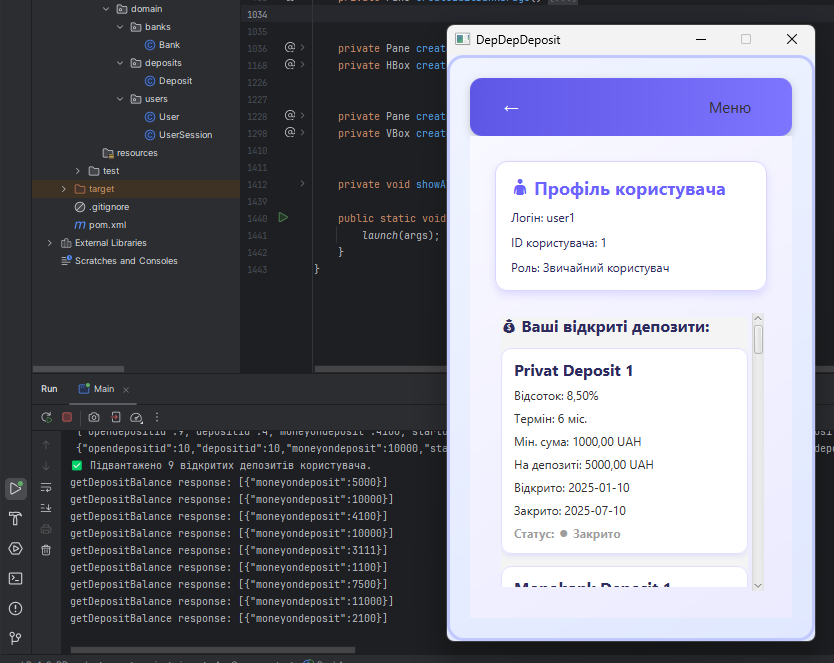 domain
banks
Bank
deposits
Deposit
users
User
UserSession
resources
test
target
.gitignore
pom.xml
External Libraries
Scratches and Consoles
1034
1035
1036
private Pane creat
1168
private HBox creat
1226
1227
1228
private Pane creat
1298
private VBox creat
1410
1411
1412
private void showA
1439
1440
public static void
1441
launch(args);
1442
}
1443
}
DepDepDeposit
←
Меню
Профіль користувача
Логін: user1
ID користувача: 1
Роль: Звичайний користувач
Ваші відкриті депозити:
Privat Deposit 1
Відсоток: 8,50%
Термін: 6 міс.
Мін. сума: 1000,00 UAH
На депозиті: 5000,00 UAH
Відкрито: 2025-01-10
Закрито: 2025-07-10
Статус: ● Закрито
Monobank Deposit 1
Run
Main
{"opendepositid":9,"depositid":4,"moneyondeposit":4100,
{"opendepositid":10,"depositid":10,"moneyondeposit":10000,"sta
✅ Підвантажено 9 відкритих депозитів користувача.
getDepositBalance response: [{"moneyondeposit":5000}]
getDepositBalance response: [{"moneyondeposit":10000}]
getDepositBalance response: [{"moneyondeposit":4100}]
getDepositBalance response: [{"moneyondeposit":10000}]
getDepositBalance response: [{"moneyondeposit":3111}]
getDepositBalance response: [{"moneyondeposit":1100}]
getDepositBalance response: [{"moneyondeposit":7500}]
getDepositBalance response: [{"moneyondeposit":11000}]
getDepositBalance response: [{"moneyondeposit":2100}]